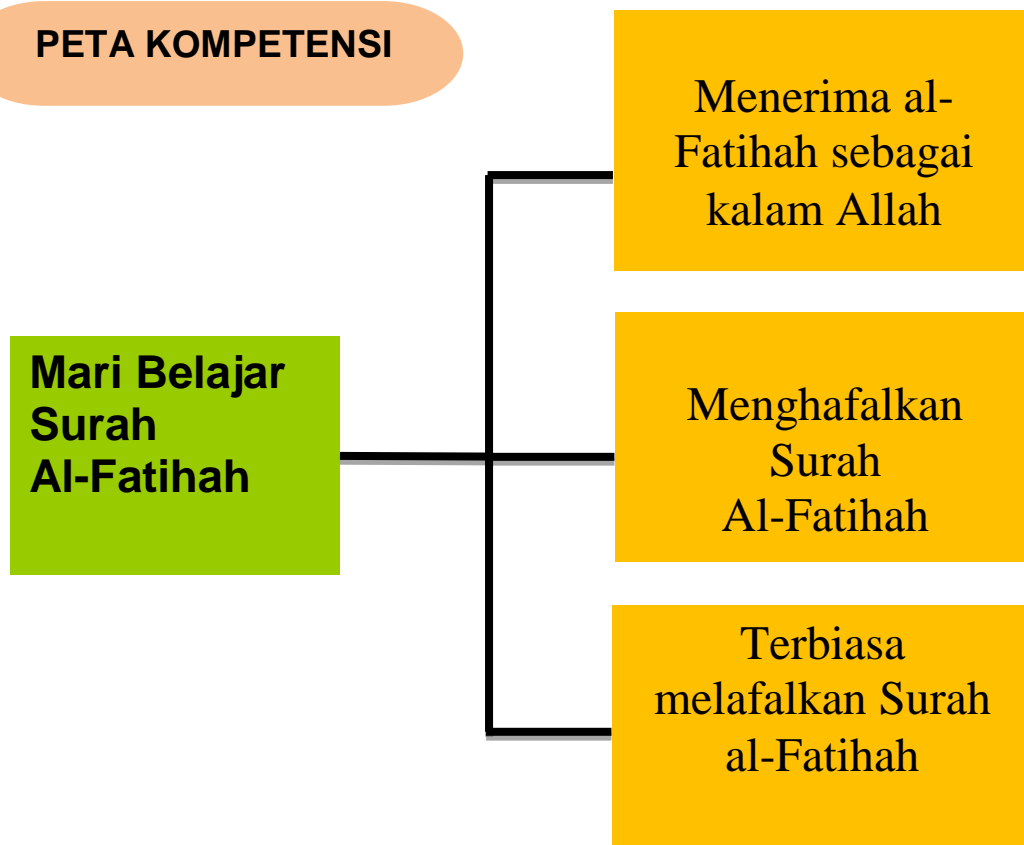 PETA KOMPETENSI
Menerima al-
Fatihah sebagai
kalam Allah
Mari Belajar
Surah
Al-Fatihah
Menghafalkan
Surah
Al-Fatihah
Terbiasa
melafalkan Surah
al-Fatihah